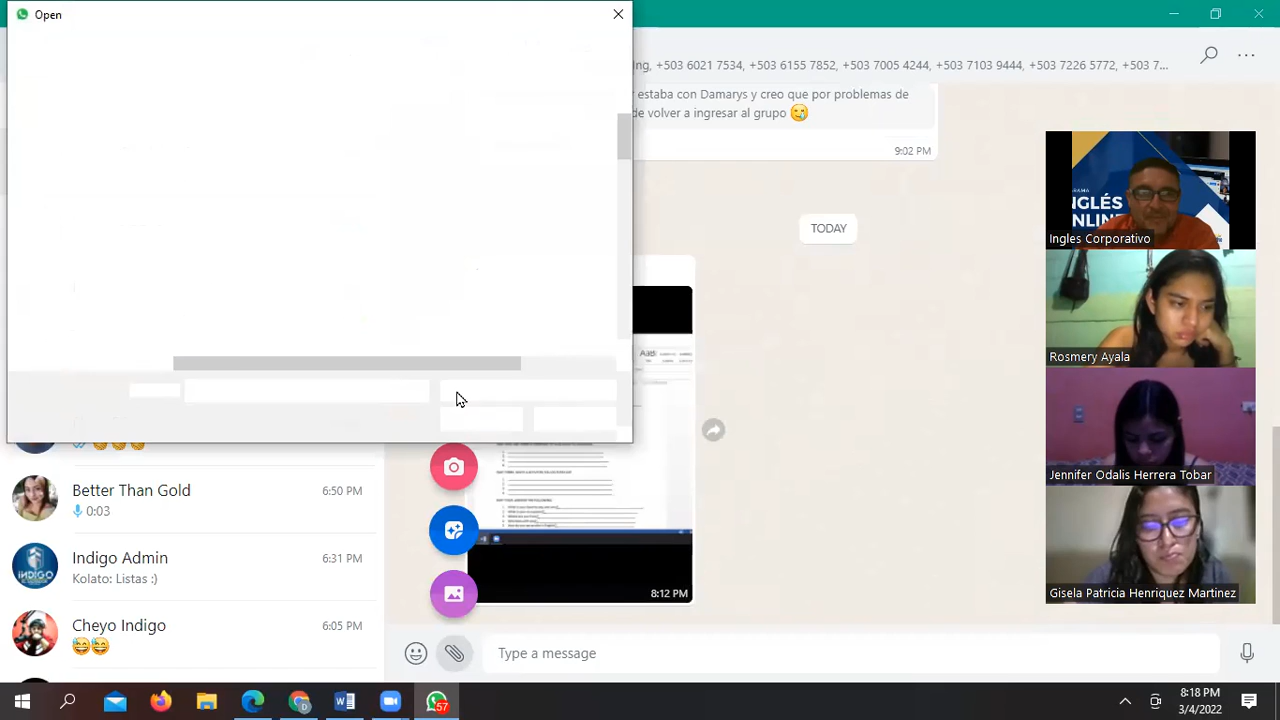 Open
ng, +503 6021 7534, +503 6155 7852, +503 7005 4244, +503 7103 9444, +503 7226 5772, +503 7...
estaba con Damarys y creo que por problemas de
de volver a ingresar al grupo
9:02 PM
TODAY
INGLÉS
ONLINE
Ingles Corporativo
Rosmery Ayala
Jennifer Odalis Herrera Tobar
Gisela Patricia Henriquez Martinez
Better Than Gold 6:50 PM
0:03
Indigo Admin 6:31 PM
Kolato: Listas :)
Cheyo Indigo 6:05 PM
8:12 PM
Type a message
57
8:18 PM
3/4/2022